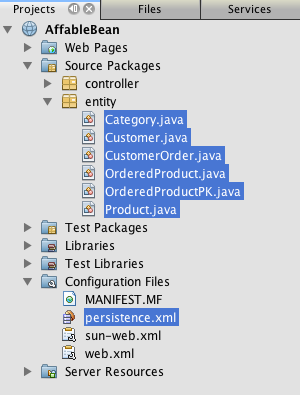 Projects Files Services
AffableBean
Web Pages
Source Packages
controller
entity
Category.java
Customer.java
CustomerOrder.java
OrderedProduct.java
OrderedProductPK.java
Product.java
Test Packages
Libraries
Test Libraries
Configuration Files
MANIFEST.MF
persistence.xml
sun-web.xml
web.xml
Server Resources